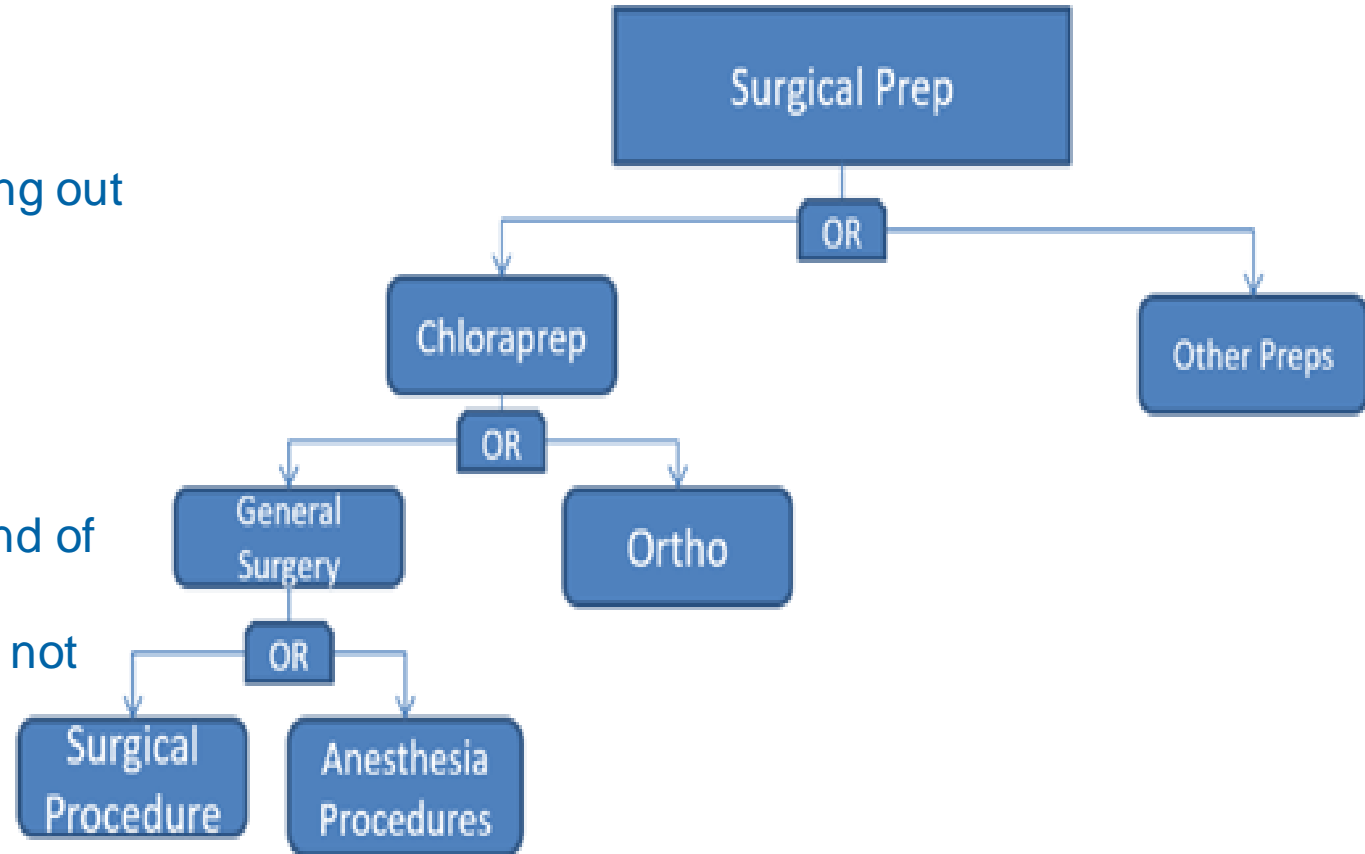 Surgical Prep
ng out
OR
Chloraprep
Other Preps
OR
General
Surgery
Ortho
nd of
not
OR
Surgical
Procedure
Anesthesia
Procedures